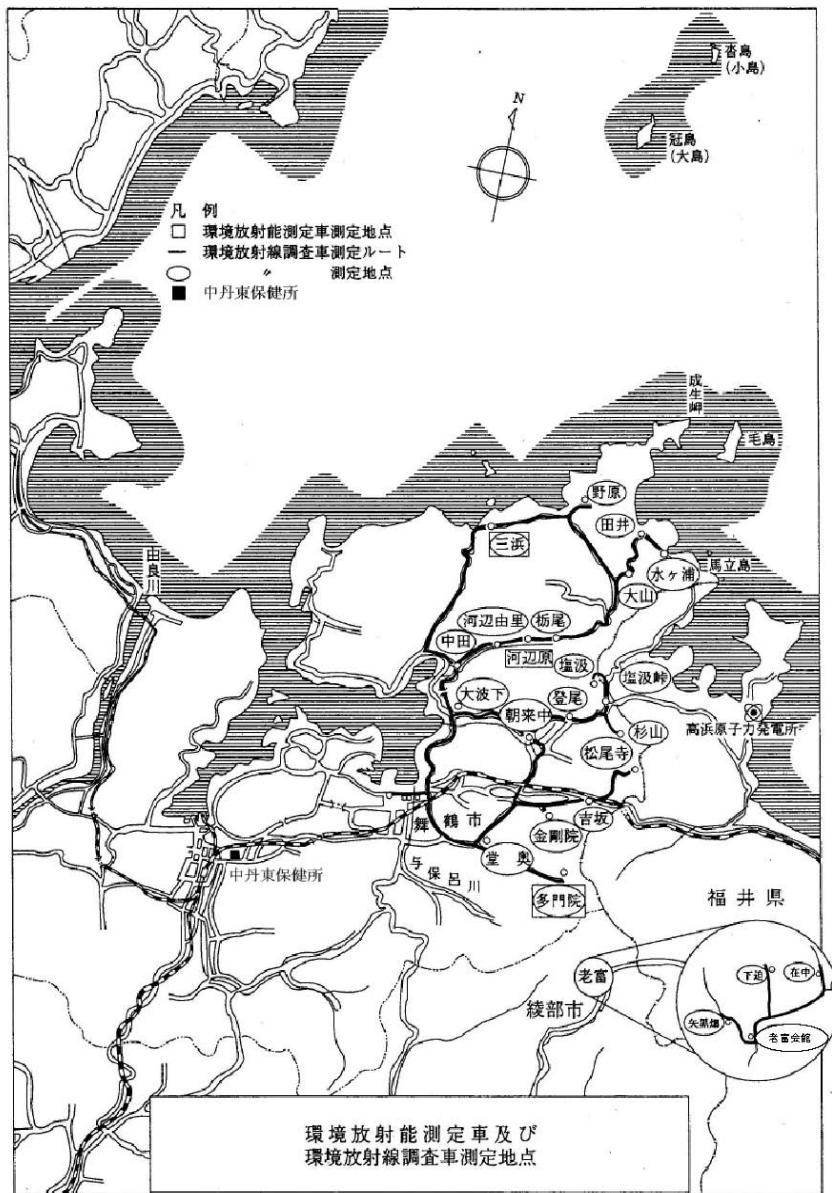 沓島
(小島)
冠島
(大島)
N
凡 例
□ 環境放射能測定車測定地点
― 環境放射線調査車測定ルート
○ 〃 測定地点
■ 中丹東保健所
成生岬
毛島
野原
田井
三浜
馬立島
水ヶ浦
大山
由良川
河辺由里
栃尾
中田
河辺原
塩汲
塩汲峠
大波下
登尾
朝来中
杉山
高浜原子力発電所
松尾寺
舞鶴市
吉坂
金剛院
堂奥
中丹東保健所
与保呂川
多門院
福井県
老富
綾部市
下迫
在中
矢黒畑
老富会館
環境放射能測定車及び
環境放射線調査車測定地点